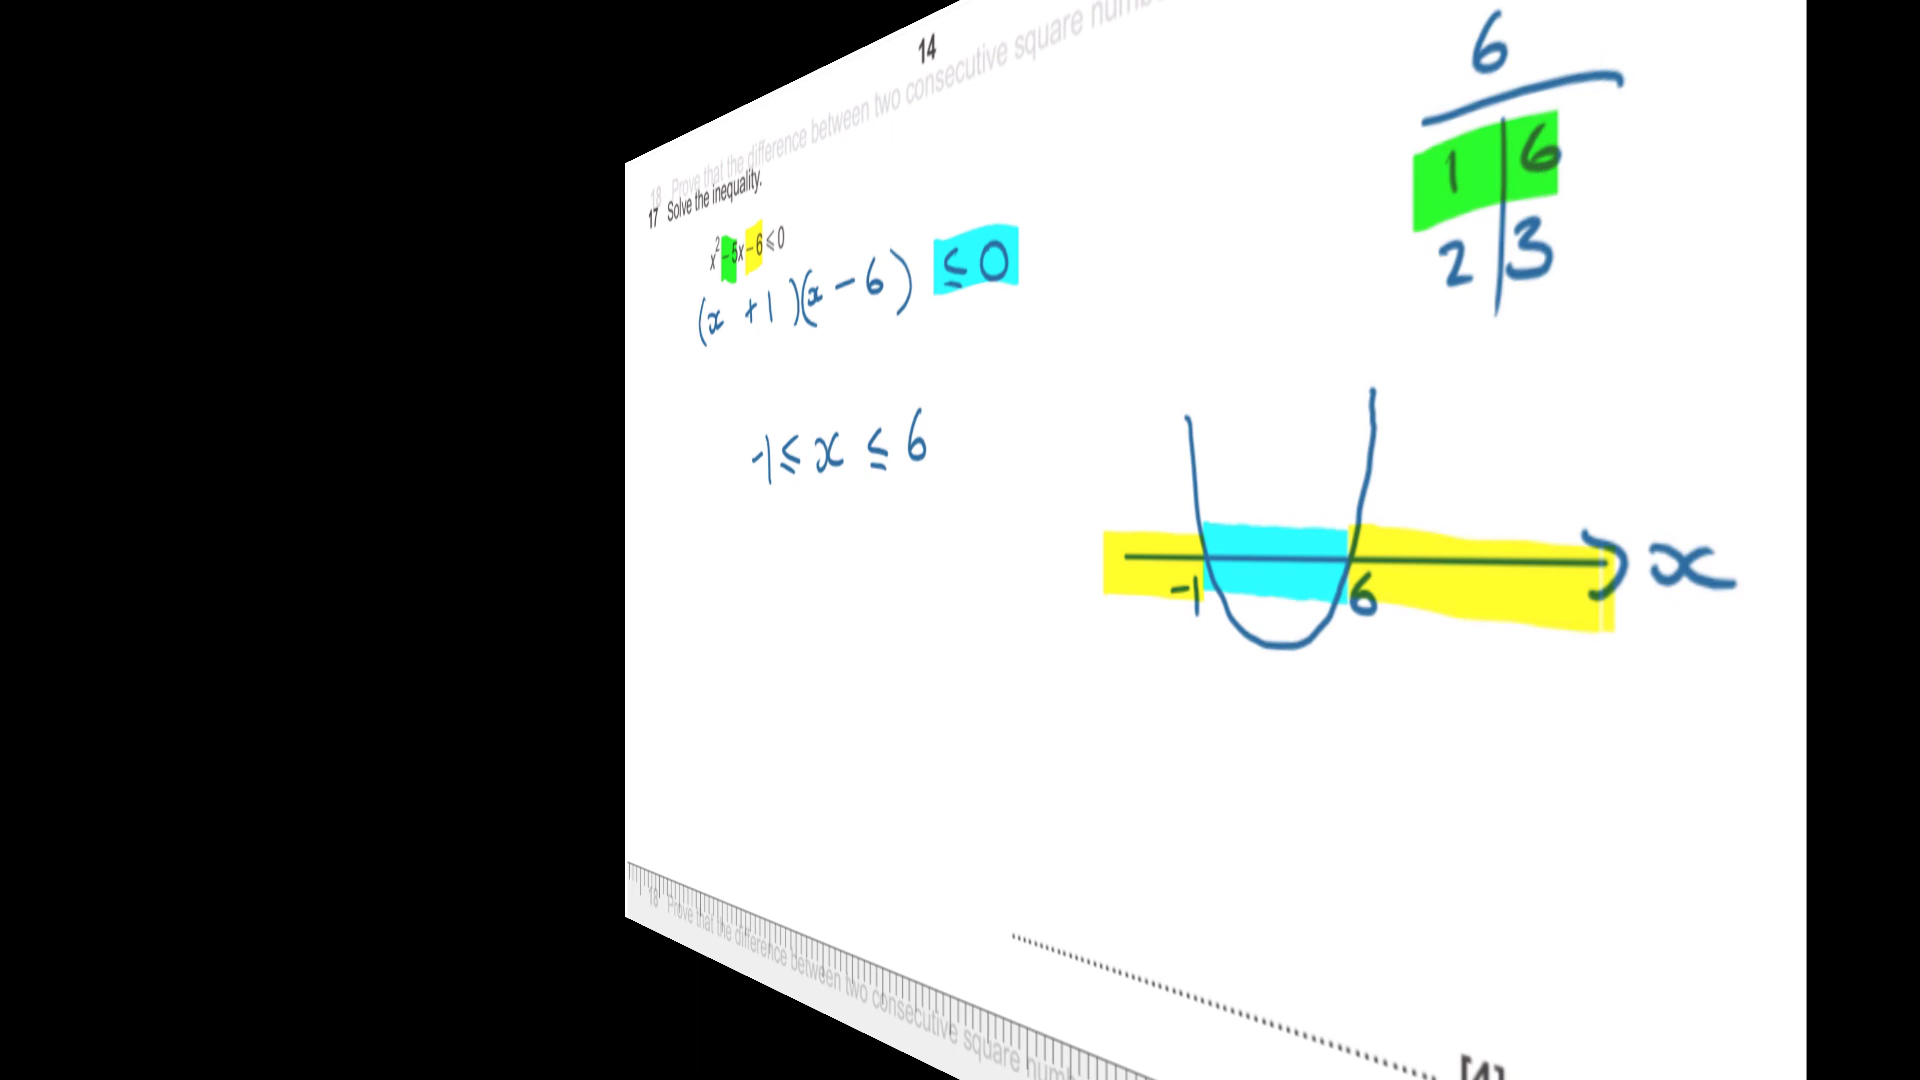 14
18 Prove that the difference between two consecutive square
17 Solve the inequality.
x² − 5x − 6 ⩽ 0
(x + 1)(x − 6) ≤ 0
-1 ≤ x ≤ 6
6
1 6
2 3
-1 6 x
18 Prove that the difference between two consecutive square
[4]